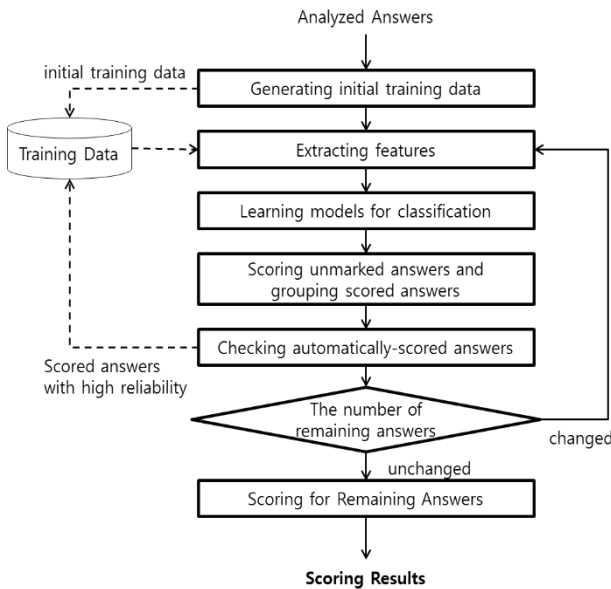 Analyzed Answers
initial training data
Generating initial training data
Training Data
Extracting features
Learning models for classification
Scoring unmarked answers and
grouping scored answers
Checking automatically-scored answers
Scored answers
with high reliability
The number of
remaining answers
changed
unchanged
Scoring for Remaining Answers
Scoring Results